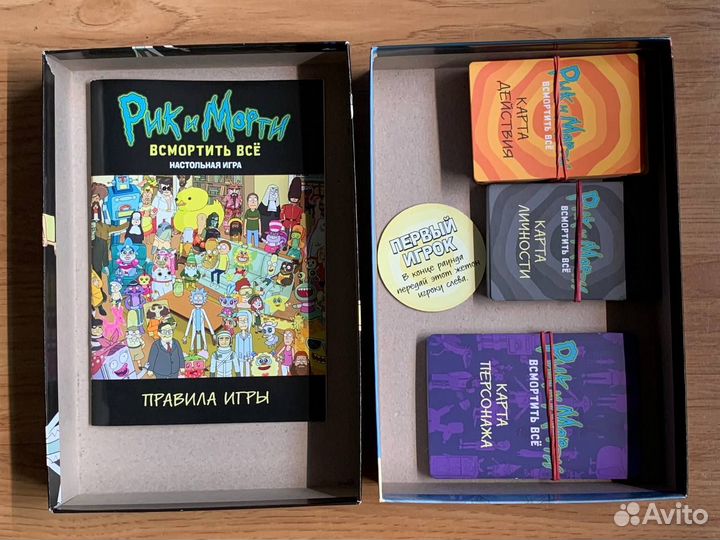 Рик и Морти
ВСМОРТИТЬ ВСЁ
НАСТОЛЬНАЯ ИГРА
ПРАВИЛА ИГРЫ
ПЕРВЫЙ
ИГРОК
В конце раунда
передай этот жетон
игроку слева.
Рик и Морти
ВСМОРТИТЬ ВСЁ
КАРТА
ДЕЙСТВИЯ
Рик и Морти
ВСМОРТИТЬ ВСЁ
КАРТА
ЛИЧНОСТИ
Рик и Морти
ВСМОРТИТЬ ВСЁ
КАРТА
ПЕРСОНАЖА
Avito